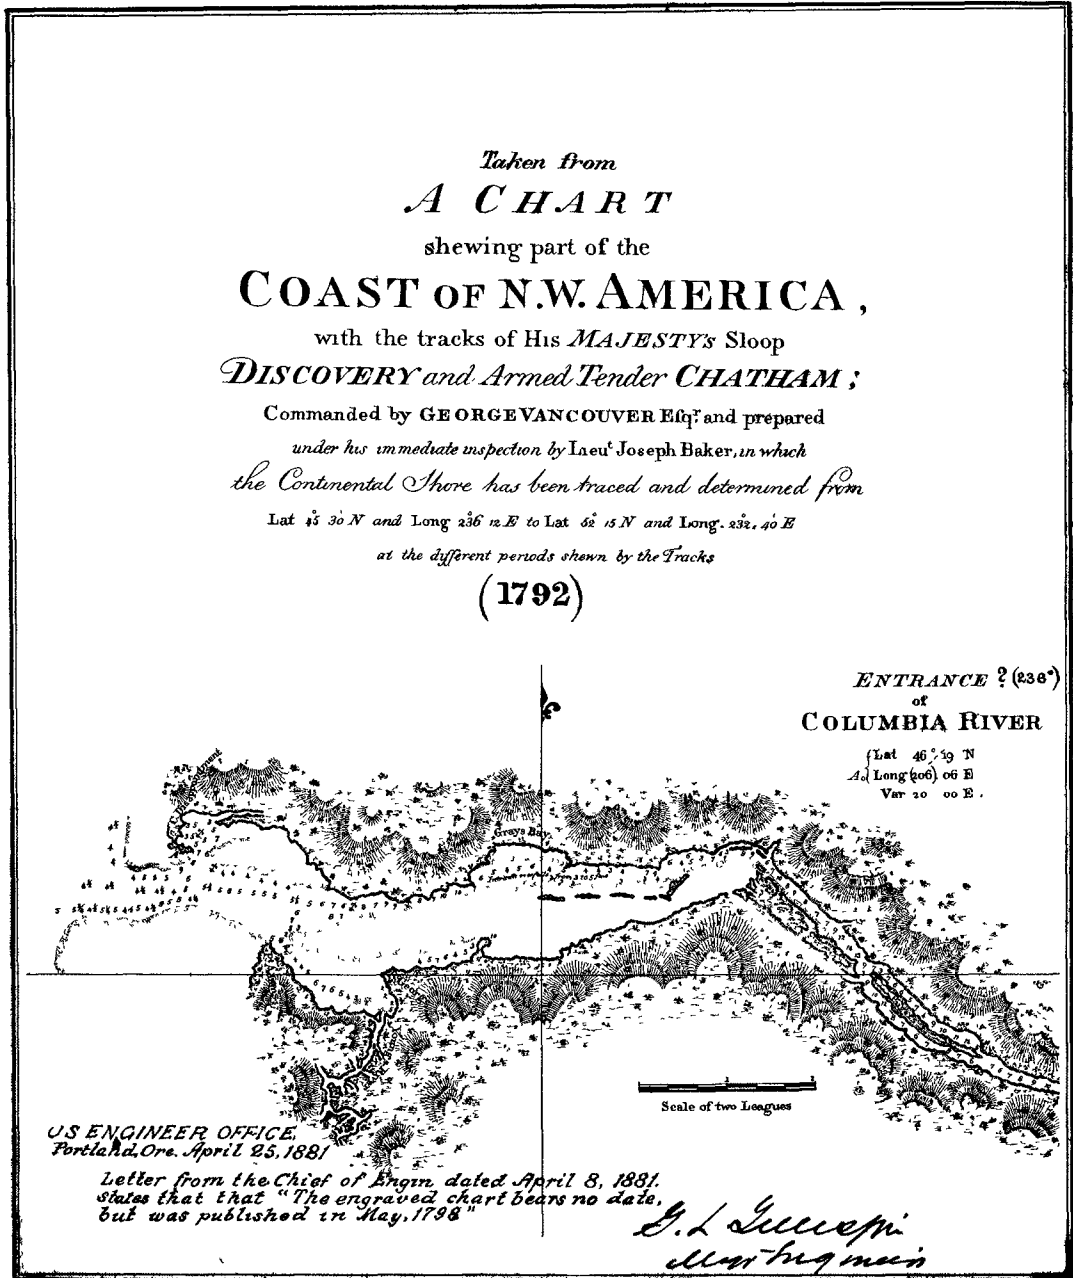 Taken from
A CHART
shewing part of the
COAST OF N.W. AMERICA,
with the tracks of His MAJESTY's Sloop
DISCOVERY and Armed Tender CHATHAM;
Commanded by GEORGE VANCOUVER Esqr. and prepared
under his immediate inspection by Lieut Joseph Baker, in which
the Continental Shore has been traced and determined from
Lat 45° 30' N and Long 236 12 E to Lat 52° 15 N and Long. 232. 40 E
at the different periods shewn by the Tracks
(1792)
ENTRANCE ? (236°)
of
COLUMBIA RIVER
Lat 46° 19 N
Long (206) 06 E
Var 20 00 E.
Grays Bay
Scale of two Leagues
US ENGINEER OFFICE,
Portland, Ore. April 25, 1881
Letter from the Chief of Engin dated April 8, 1881.
states that that "The engraved chart bears no date,
but was published in May, 1798"
G. L. Gillespie